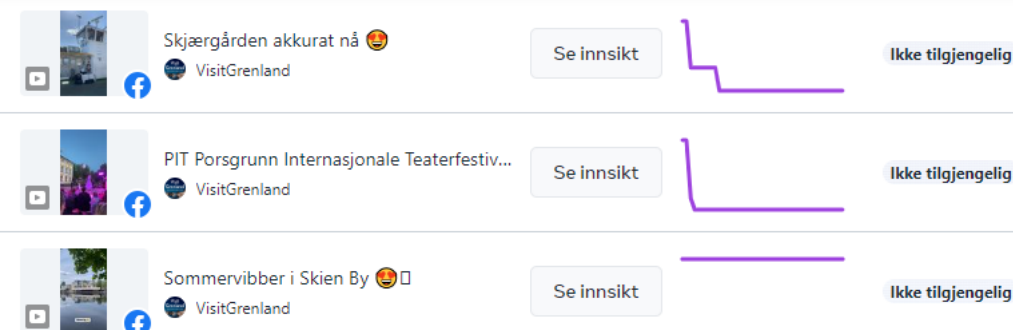 Skjærgården akkurat nå 🤩
VisitGrenland
Se innsikt
Ikke tilgjengelig
PIT Porsgrunn Internasjonale Teaterfestiv...
VisitGrenland
Se innsikt
Ikke tilgjengelig
Sommervibber i Skien By 🤩▯
VisitGrenland
Se innsikt
Ikke tilgjengelig